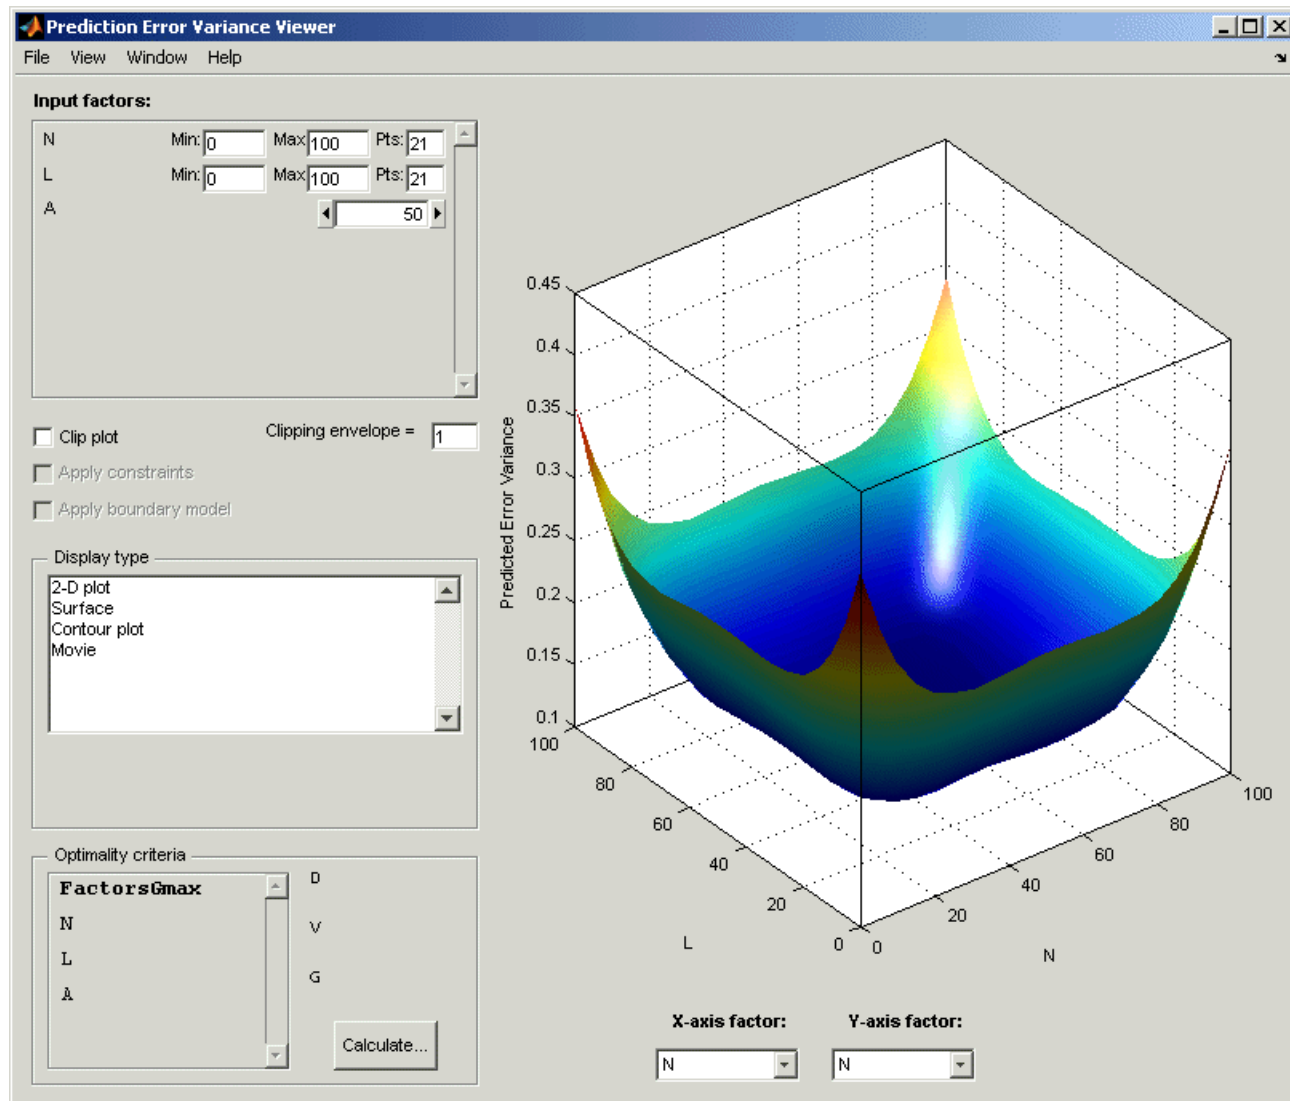 Prediction Error Variance Viewer
File View Window Help
Input factors:
N Min: 0 Max 100 Pts: 21
L Min: 0 Max 100 Pts: 21
A 50
Clip plot Clipping envelope = 1
Apply constraints
Apply boundary model
Display type
2-D plot
Surface
Contour plot
Movie
Optimality criteria
FactorsGmax
N
L
A
D
V
G
Calculate...
Predicted Error Variance
0.45
0.4
0.35
0.3
0.25
0.2
0.15
0.1
100
80
60
40
20
0
L
0
20
40
60
80
100
N
X-axis factor: Y-axis factor:
N N